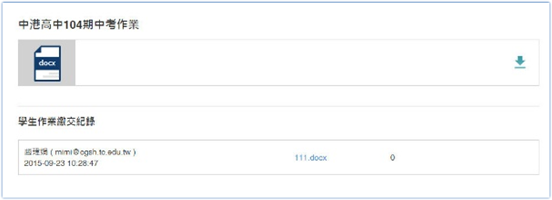 中港高中104期中考作業
docx
學生作業繳交紀錄
( mimi@cgsh.tc.edu.tw )
111.docx
0
2015-09-23 10:28:47